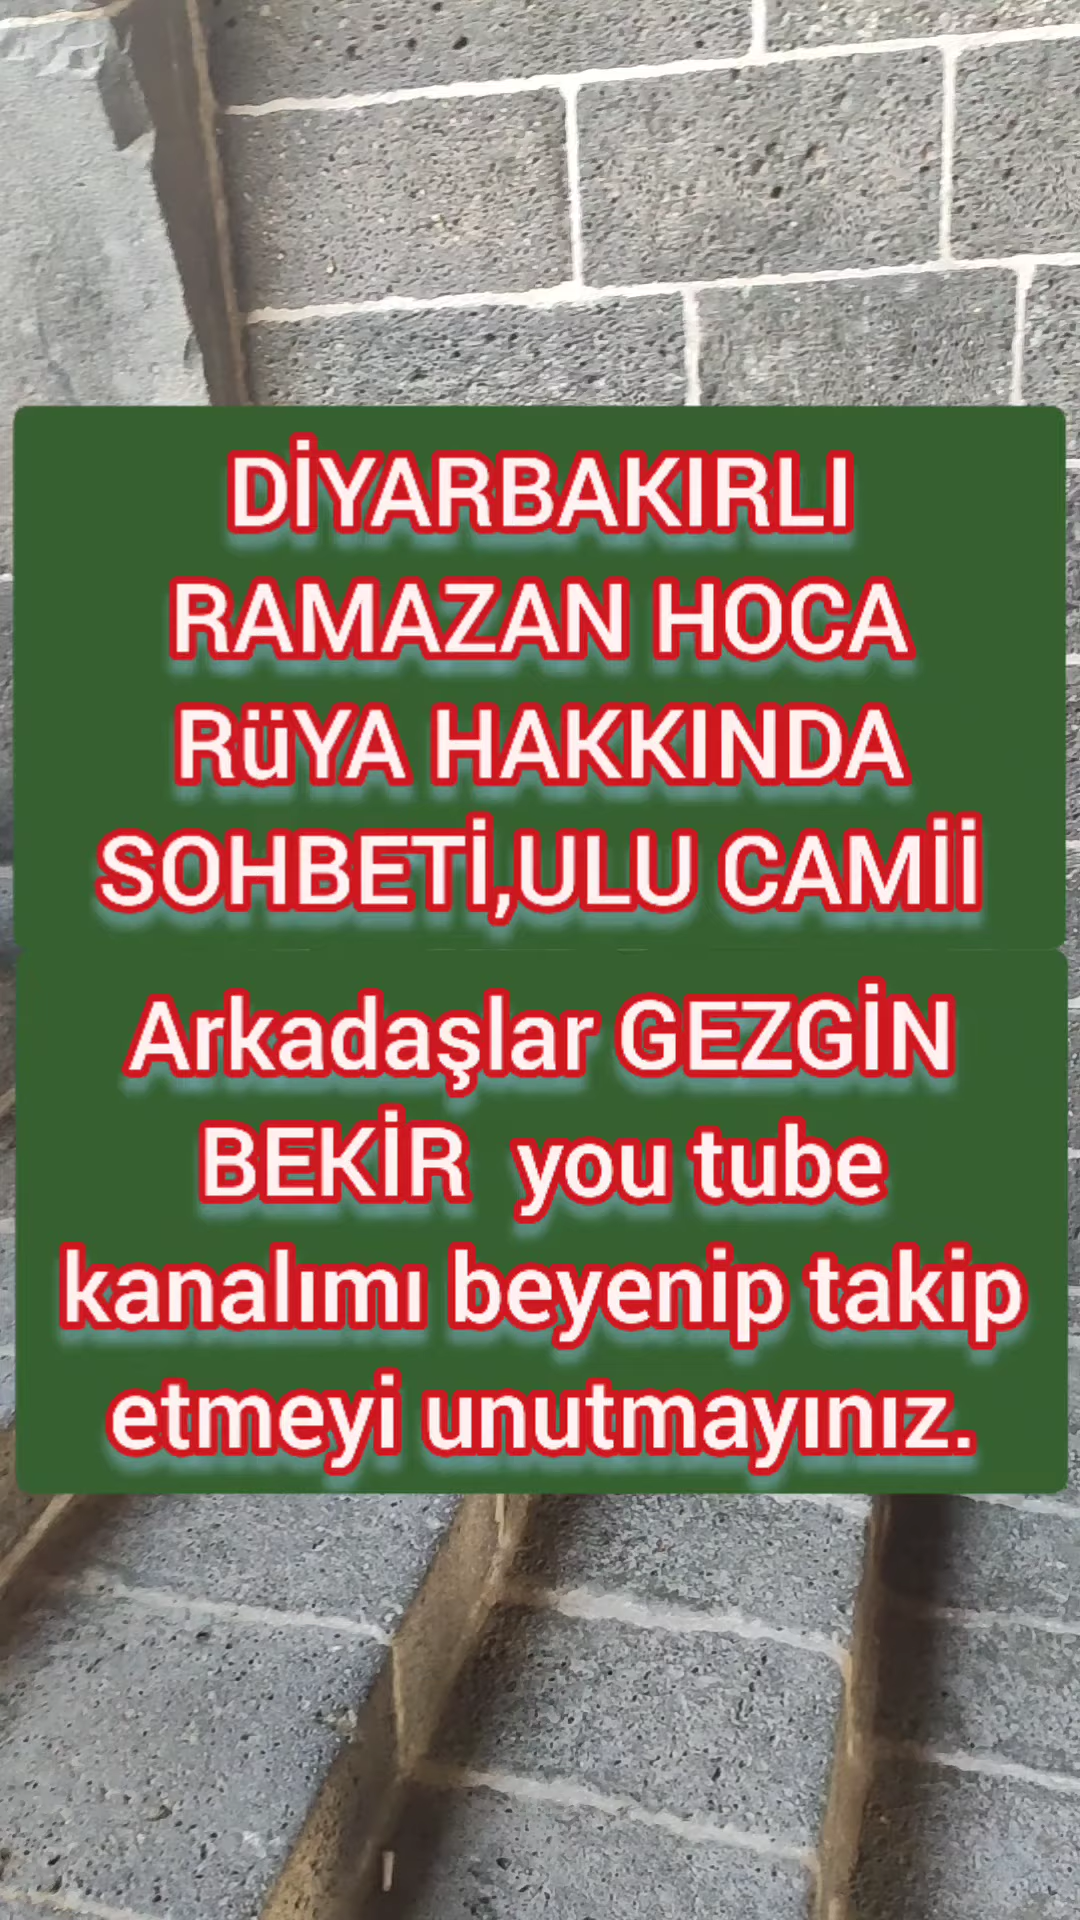 DİYARBAKIRLI
RAMAZAN HOCA
RüYA HAKKINDA
SOHBETİ,ULU CAMİİ
Arkadaşlar GEZGİN
BEKİR you tube
kanalımı beyenip takip
etmeyi unutmayınız.